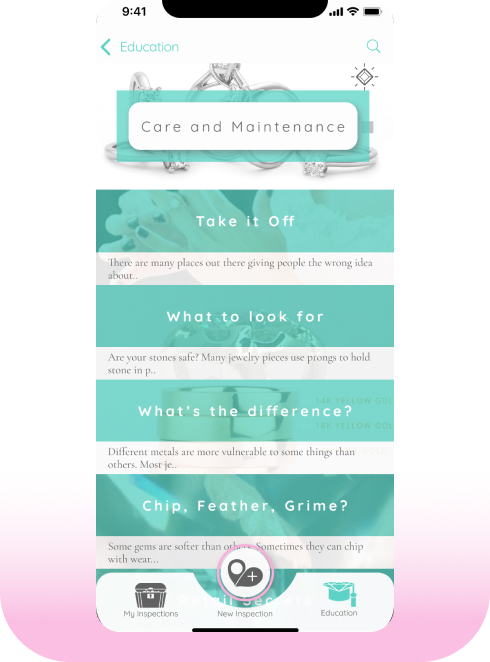 9:41
Education
Care and Maintenance
Take it Off
There are many places out there giving people the wrong idea
about..
What to look for
Are your stones safe? Many jewelry pieces use prongs to hold
stone in p..
14K YELLOW GOL
What's the difference?
18K YELLOW GOL
Different metals are more vulnerable to some things than
others. Most je..
Chip, Feather, Grime?
Some gems are softer than others. Sometimes they can chip
with wear...
My Inspections
New Inspection
Education